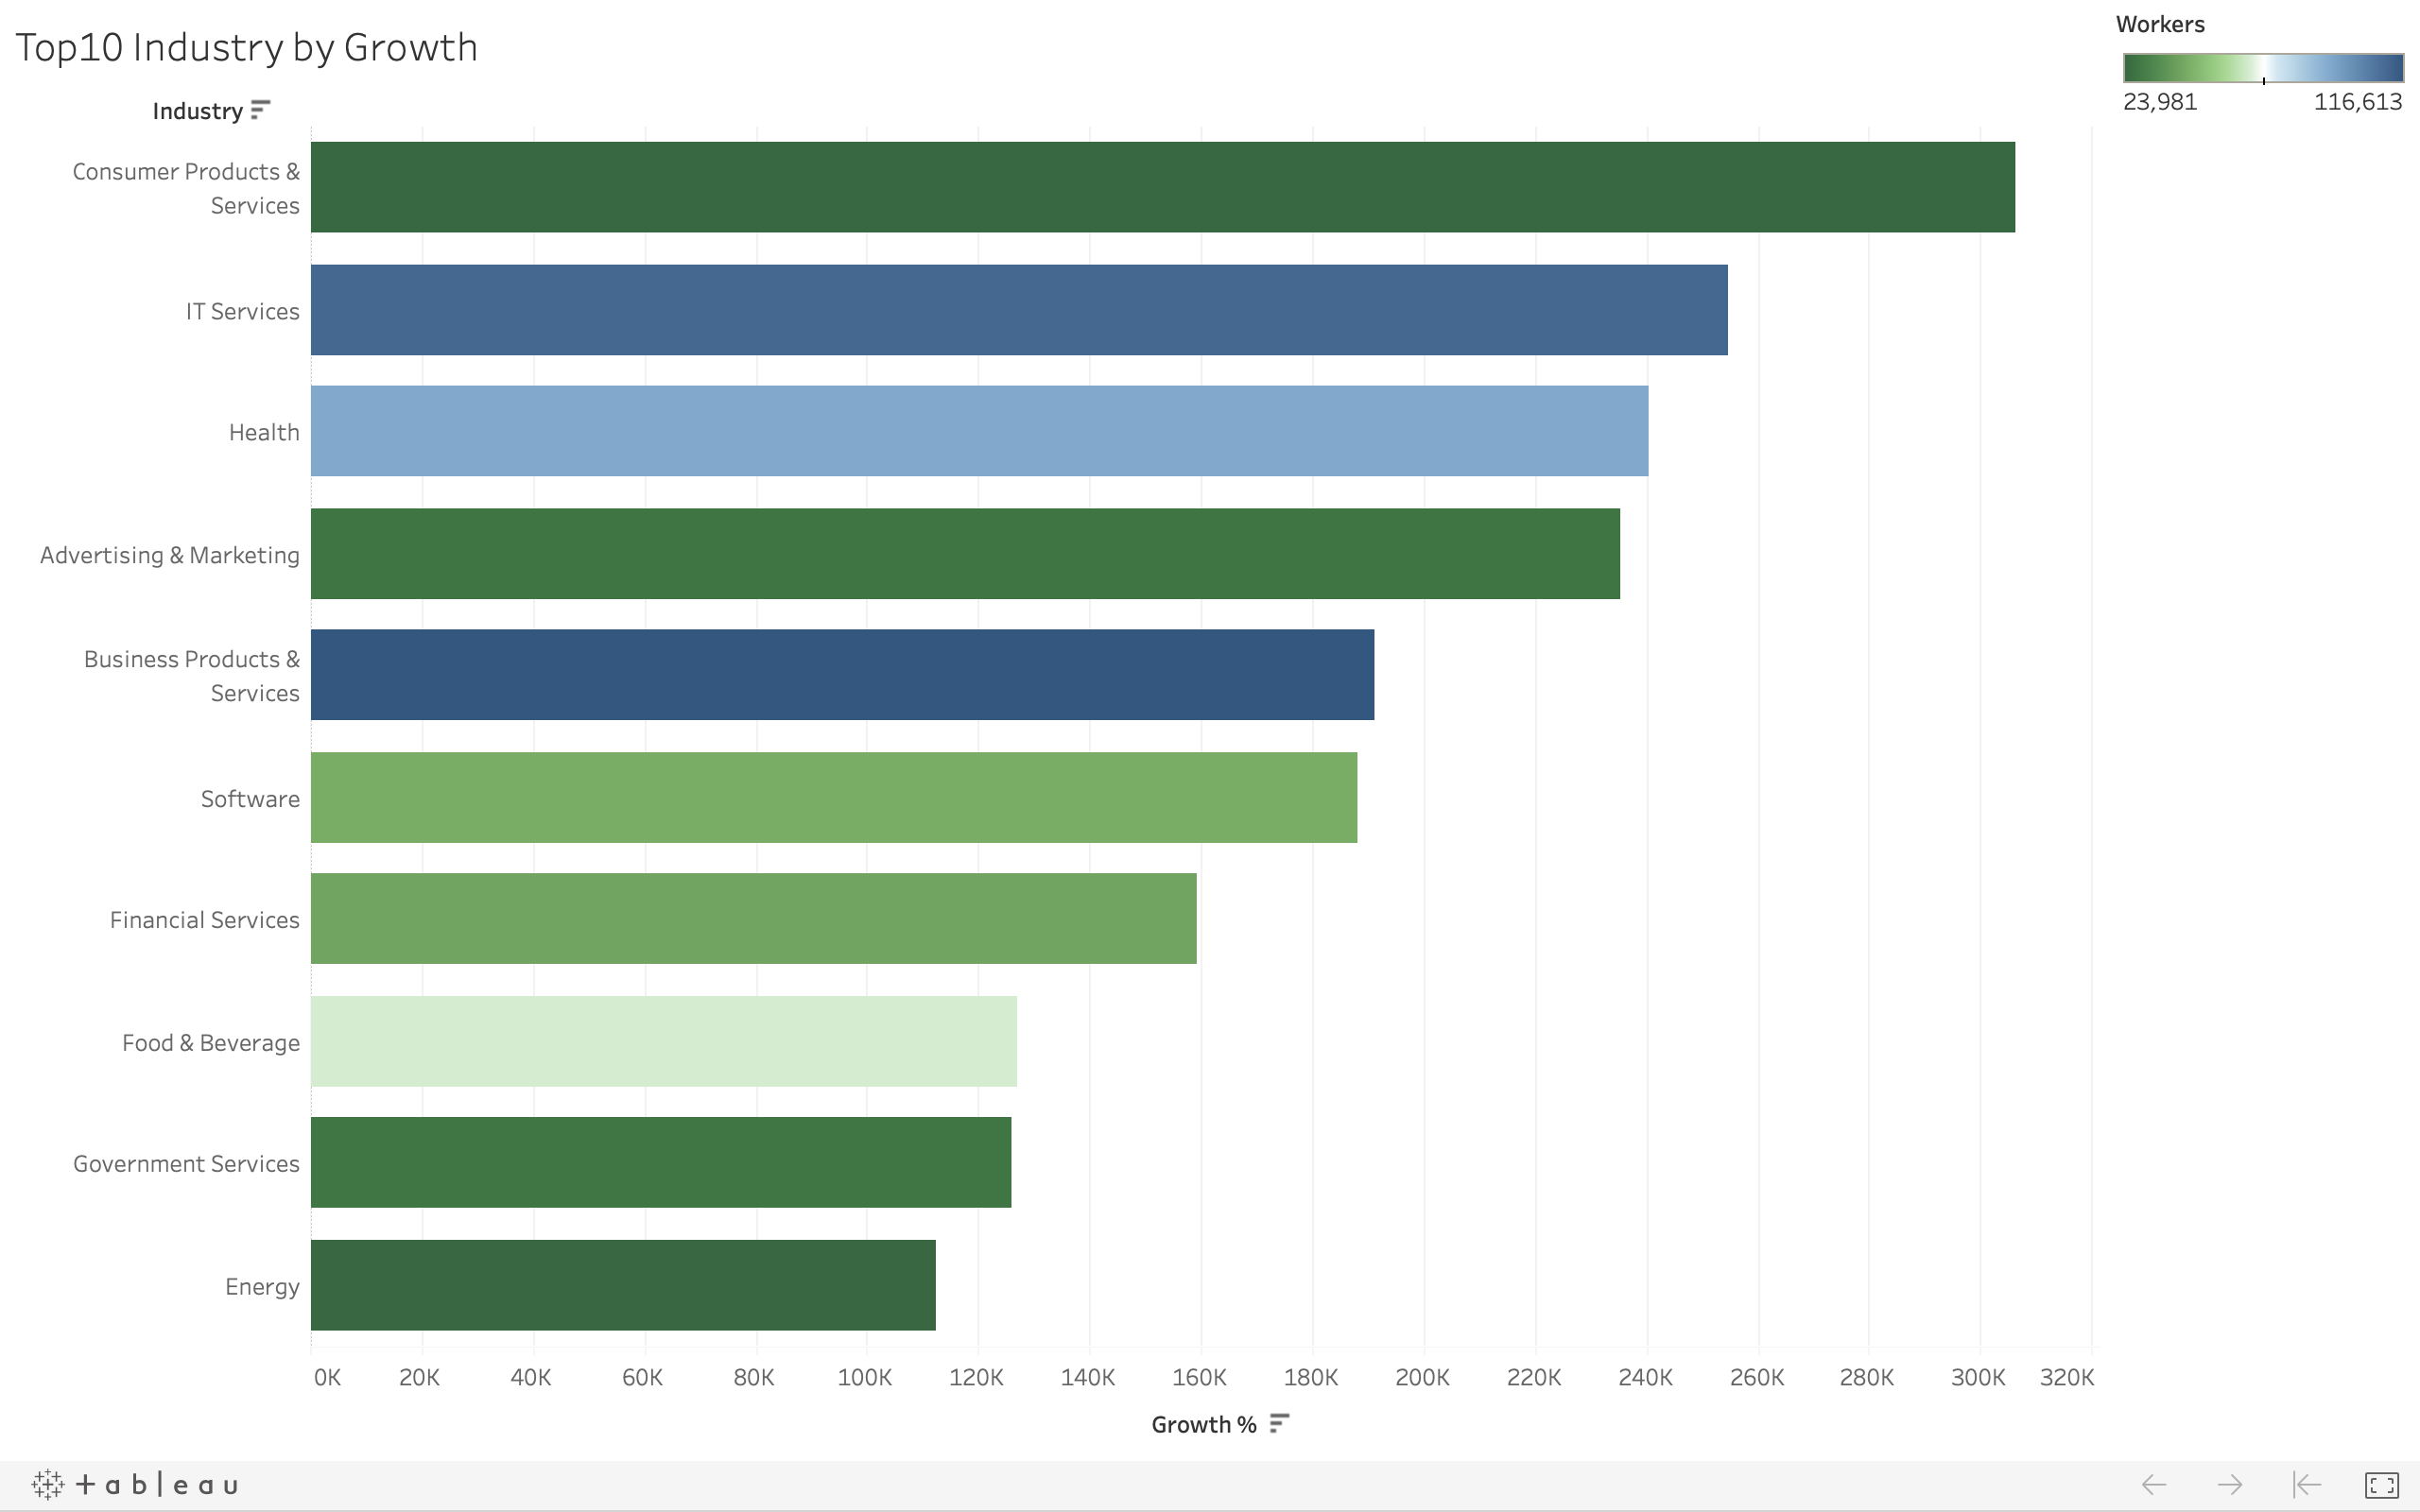 Top10 Industry by Growth
Workers
23,981 116,613
Industry
Consumer Products &
Services
IT Services
Health
Advertising & Marketing
Business Products &
Services
Software
Financial Services
Food & Beverage
Government Services
Energy
0K 20K 40K 60K 80K 100K 120K 140K 160K 180K 200K 220K 240K 260K 280K 300K 320K
Growth %
+ableau